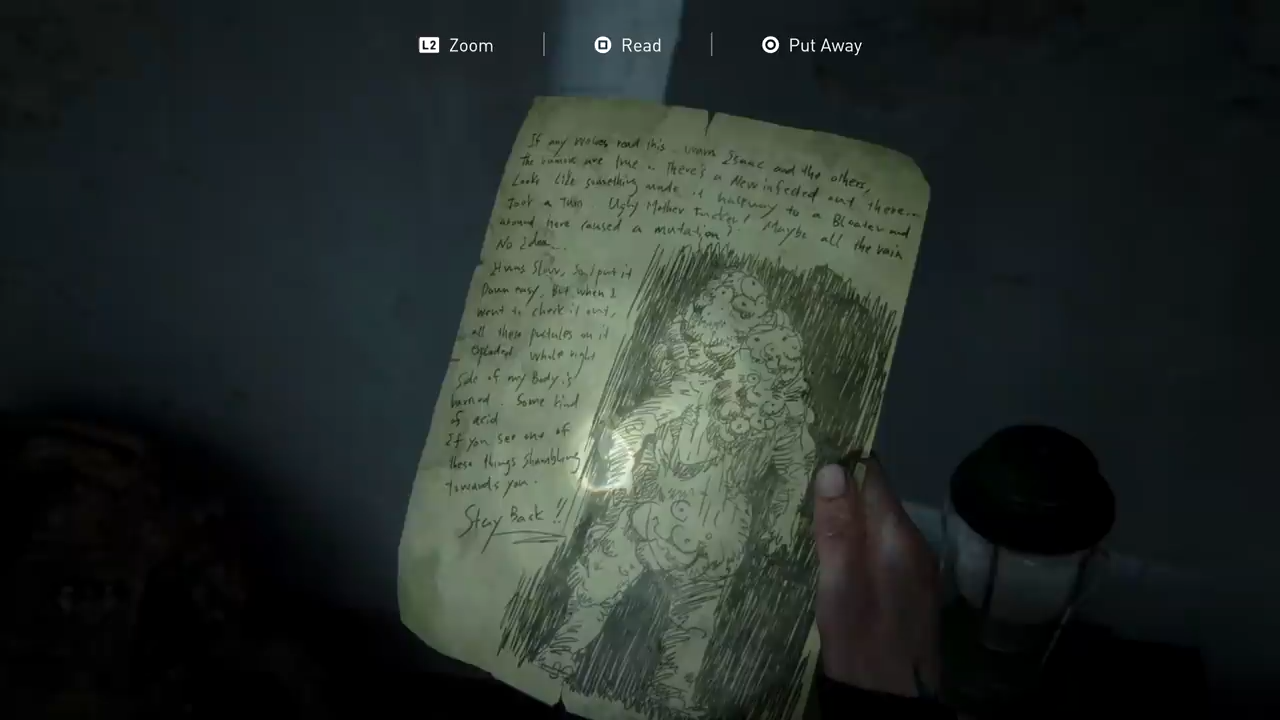 L2 Zoom
Read
Put Away
If any wolves read this. Warn Isaac and the others,
the rumors are true. There's a New infected out there...
Looks like something made it halfway to a Bloater and
Took a Turn Ugly Mother Fucker! Maybe all the rain
around here caused a mutation?
No Idea...
It was Slow, So I put it
Down easy, But when I
went to check it out,
all these pustules on it
Exploded. Whole right
Side of my Body is
burned. Some kind
of acid
If you see one of
these things Shambling
Towards you.
Stay Back!!